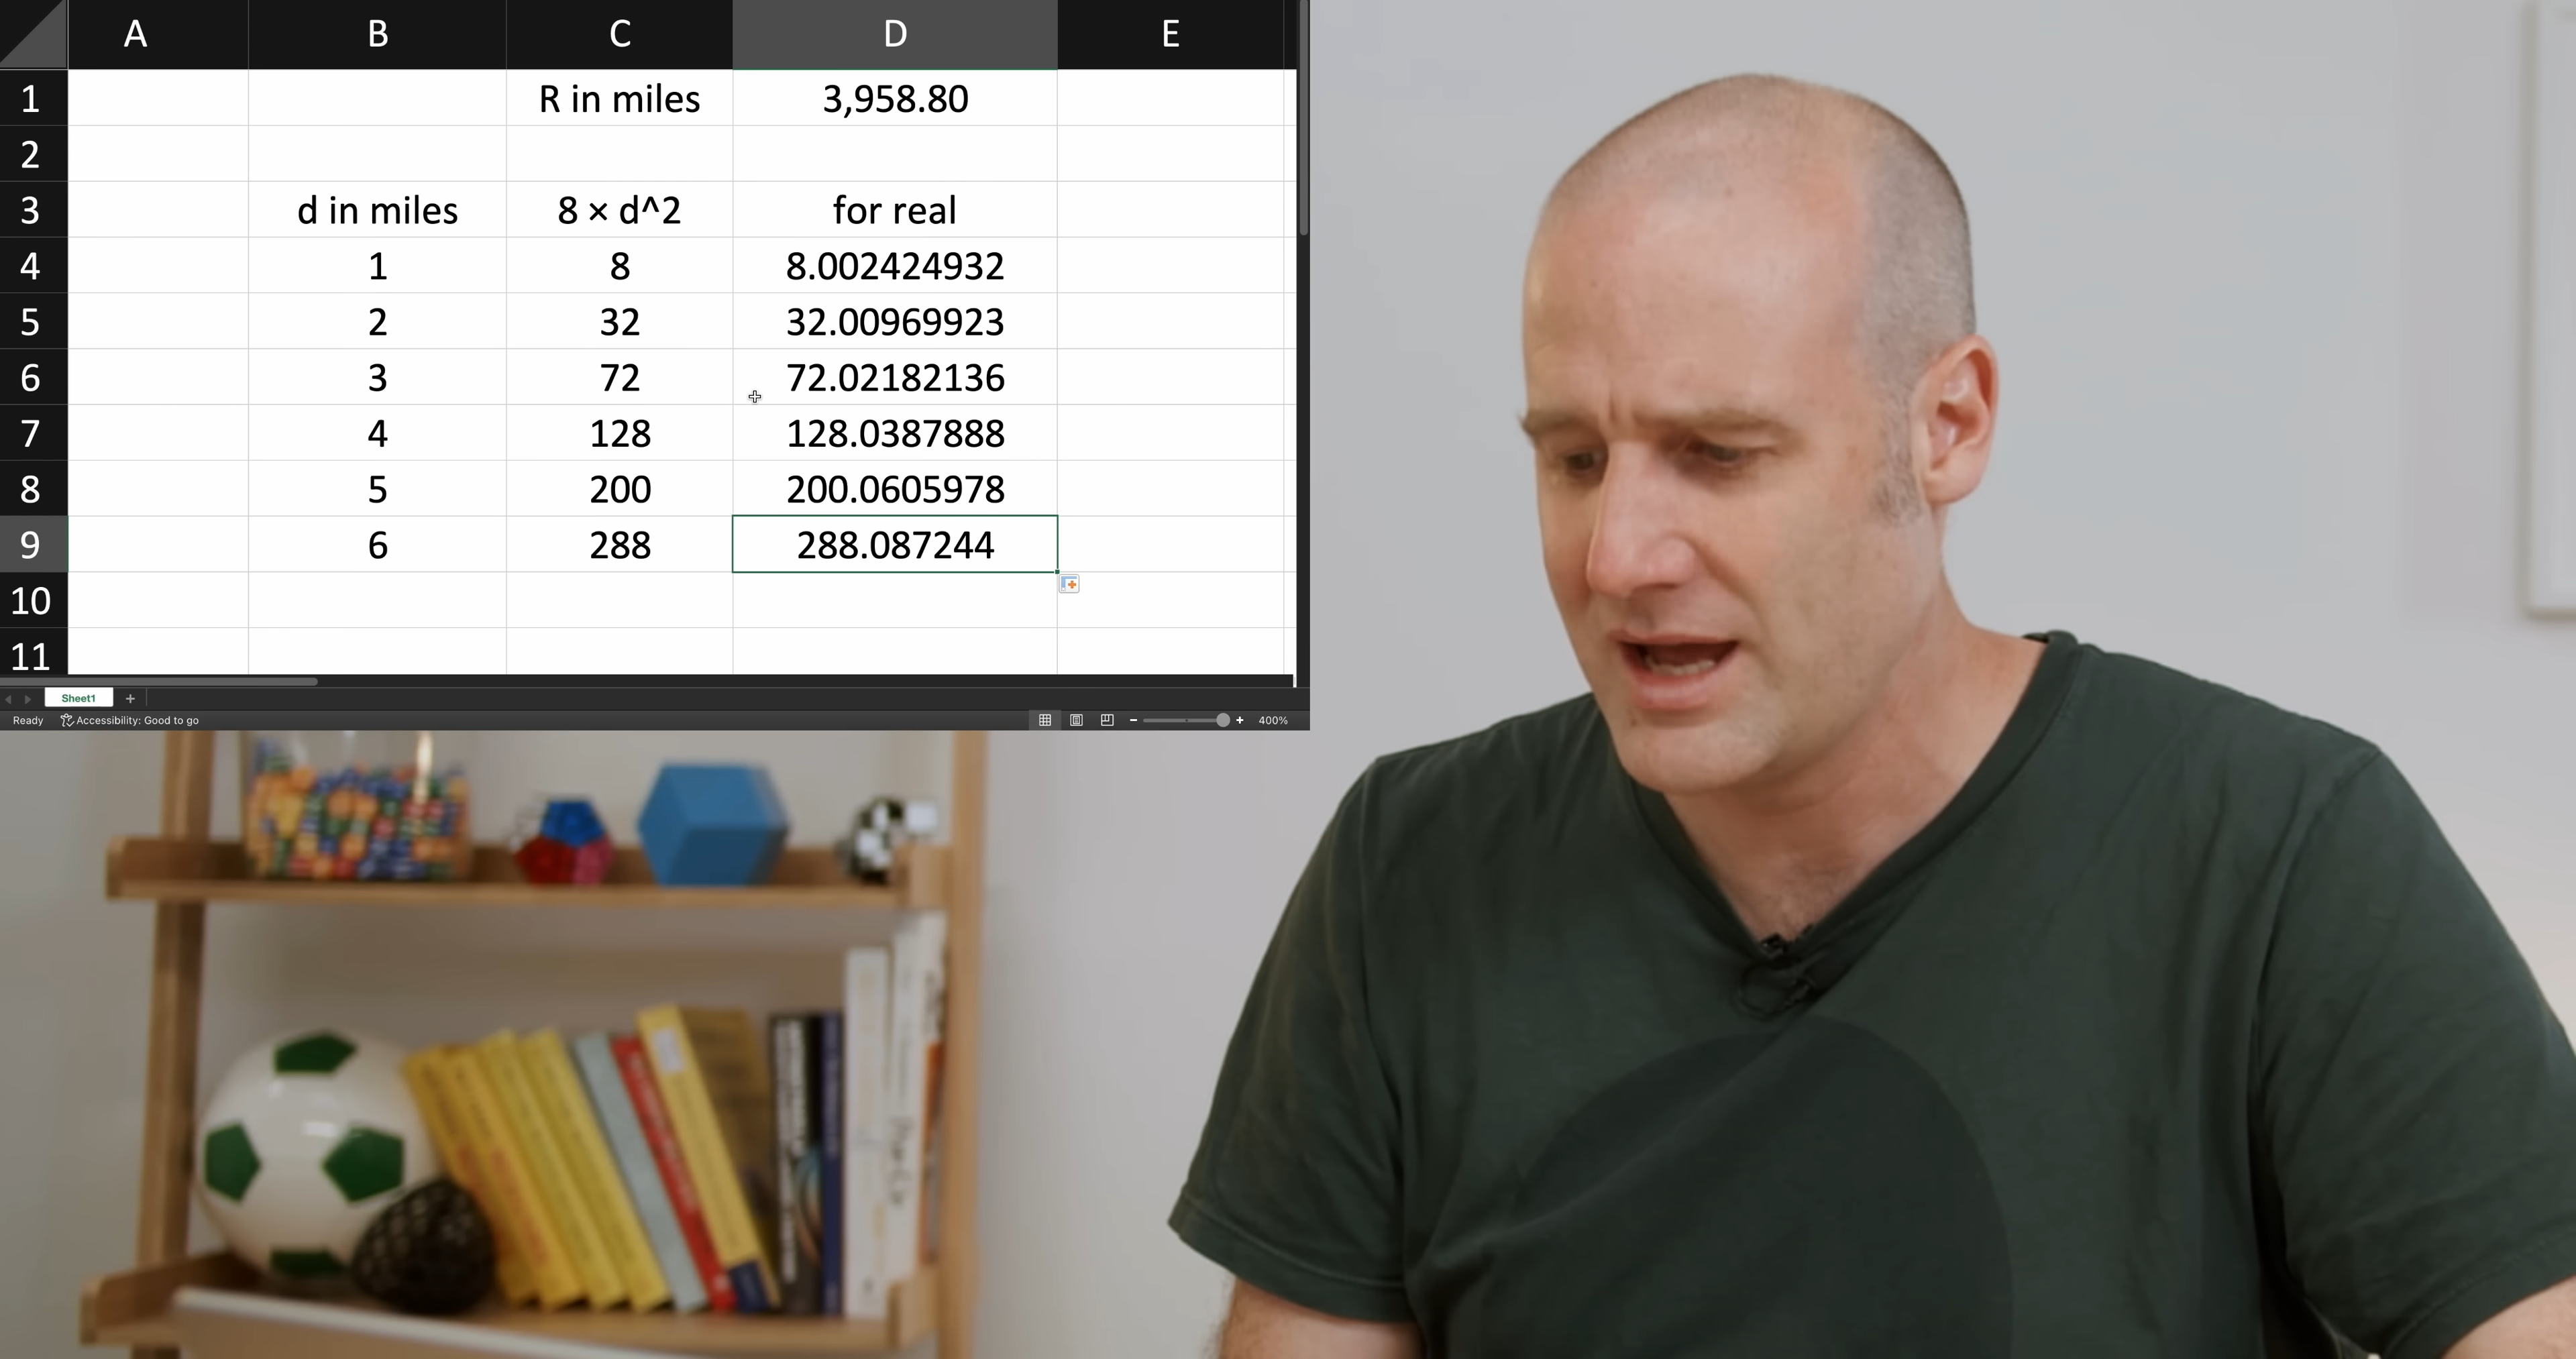 A B C D E
1 R in miles 3,958.80
2
3 d in miles 8 × d^2 for real
4 1 8 8.002424932
5 2 32 32.00969923
6 3 72 72.02182136
7 4 128 128.0387888
8 5 200 200.0605978
9 6 288 288.087244
10
11
Sheet1 +
Ready Accessibility: Good to go − + 400%